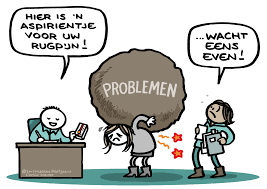 HIER IS 'N
ASPIRIENTJE
VOOR UW
RUGPIJN!
...WACHT
EENS
EVEN!
PROBLEMEN